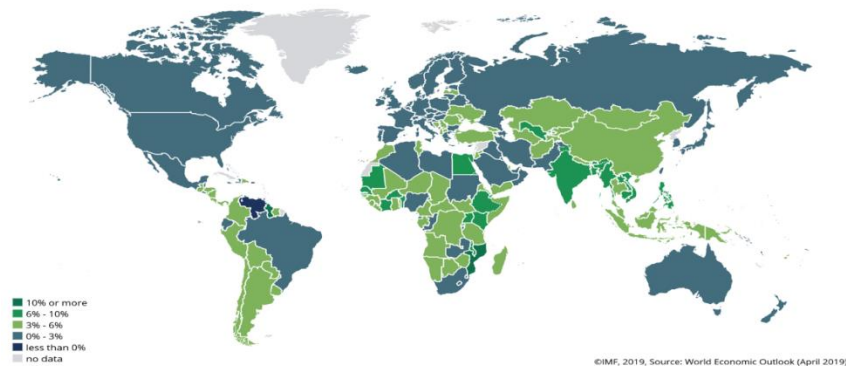 10% or more
6% - 10%
3% - 6%
0% - 3%
less than 0%
no data
©IMF, 2019, Source: World Economic Outlook (April 2019)